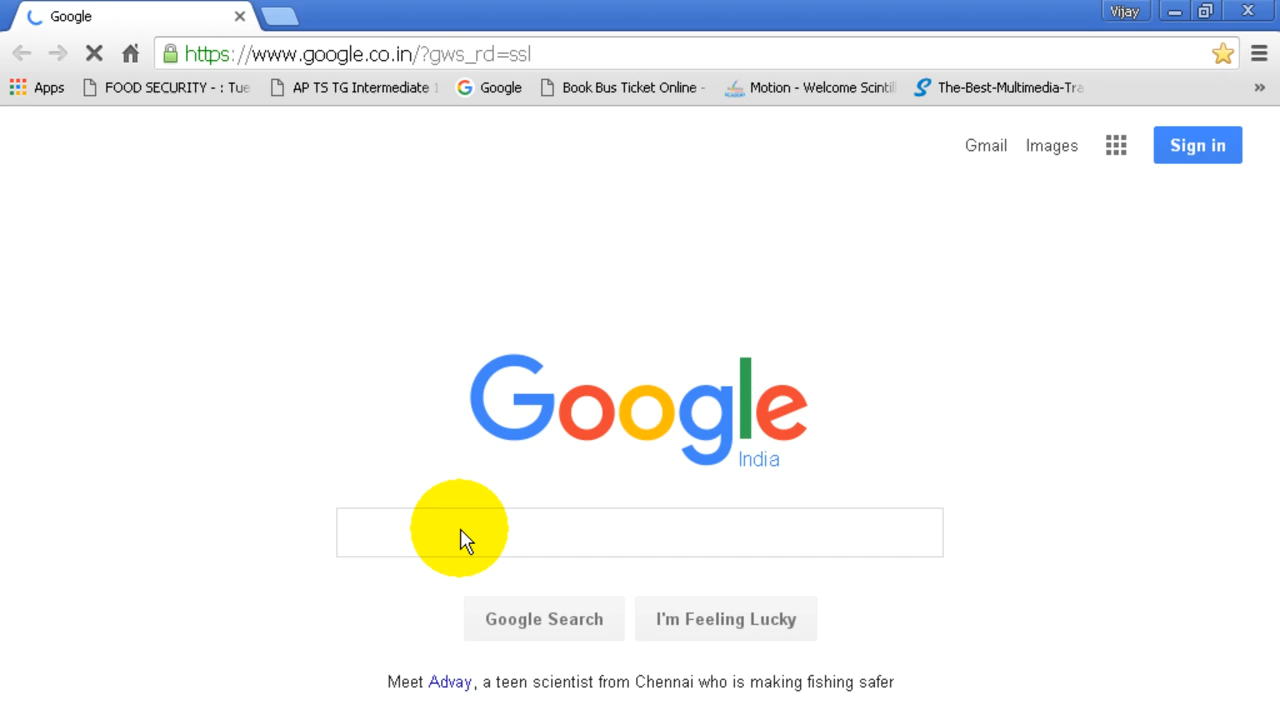 Google
Vijay
https://www.google.co.in/?gws_rd=ssl
Apps FOOD SECURITY - : Tue AP TS TG Intermediate Google Book Bus Ticket Online - Motion - Welcome Scintil The-Best-Multimedia-Tra »
Gmail Images Sign in
Google
India
Google Search I'm Feeling Lucky
Meet Advay, a teen scientist from Chennai who is making fishing safer